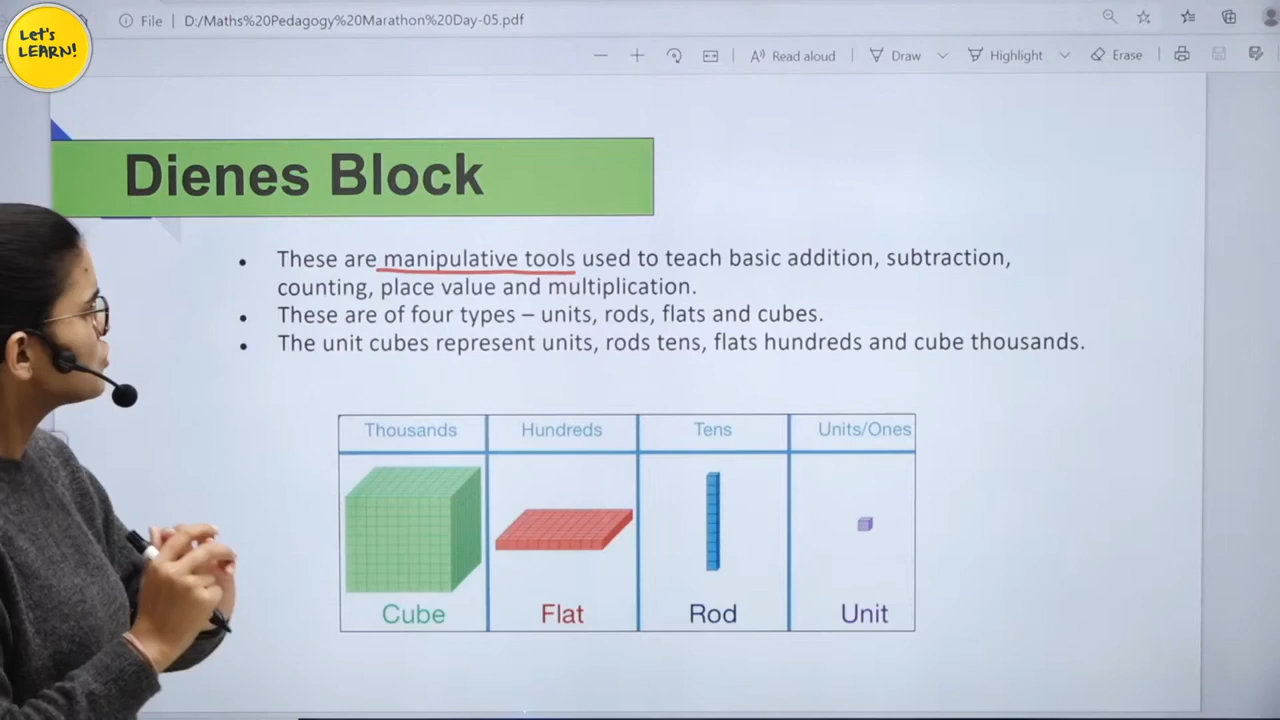 Let's
LEARN!
File | D:/Maths%20Pedagogy%20Marathon%20Day-05.pdf
Read aloud Draw Highlight Erase
Dienes Block
• These are manipulative tools used to teach basic addition, subtraction,
counting, place value and multiplication.
• These are of four types – units, rods, flats and cubes.
• The unit cubes represent units, rods tens, flats hundreds and cube thousands.
Thousands Hundreds Tens Units/Ones
Cube Flat Rod Unit